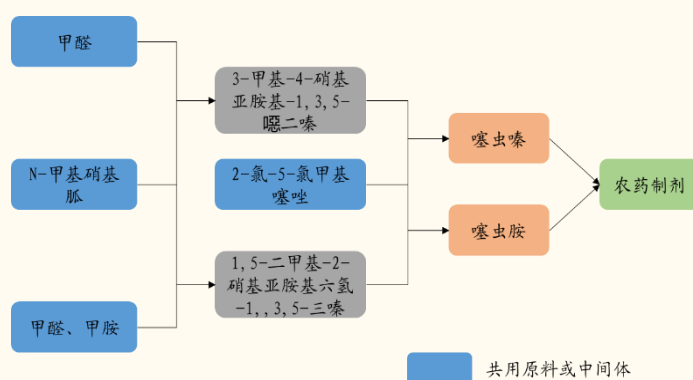 甲醛
N-甲基硝基
胍
甲醛、甲胺
3-甲基-4-硝基
亚胺基-1,3,5-
噁二嗪
2-氯-5-氯甲基
噻唑
1,5-二甲基-2-
硝基亚胺基六氢
-1,,3,5-三嗪
噻虫嗪
噻虫胺
农药制剂
共用原料或中间体